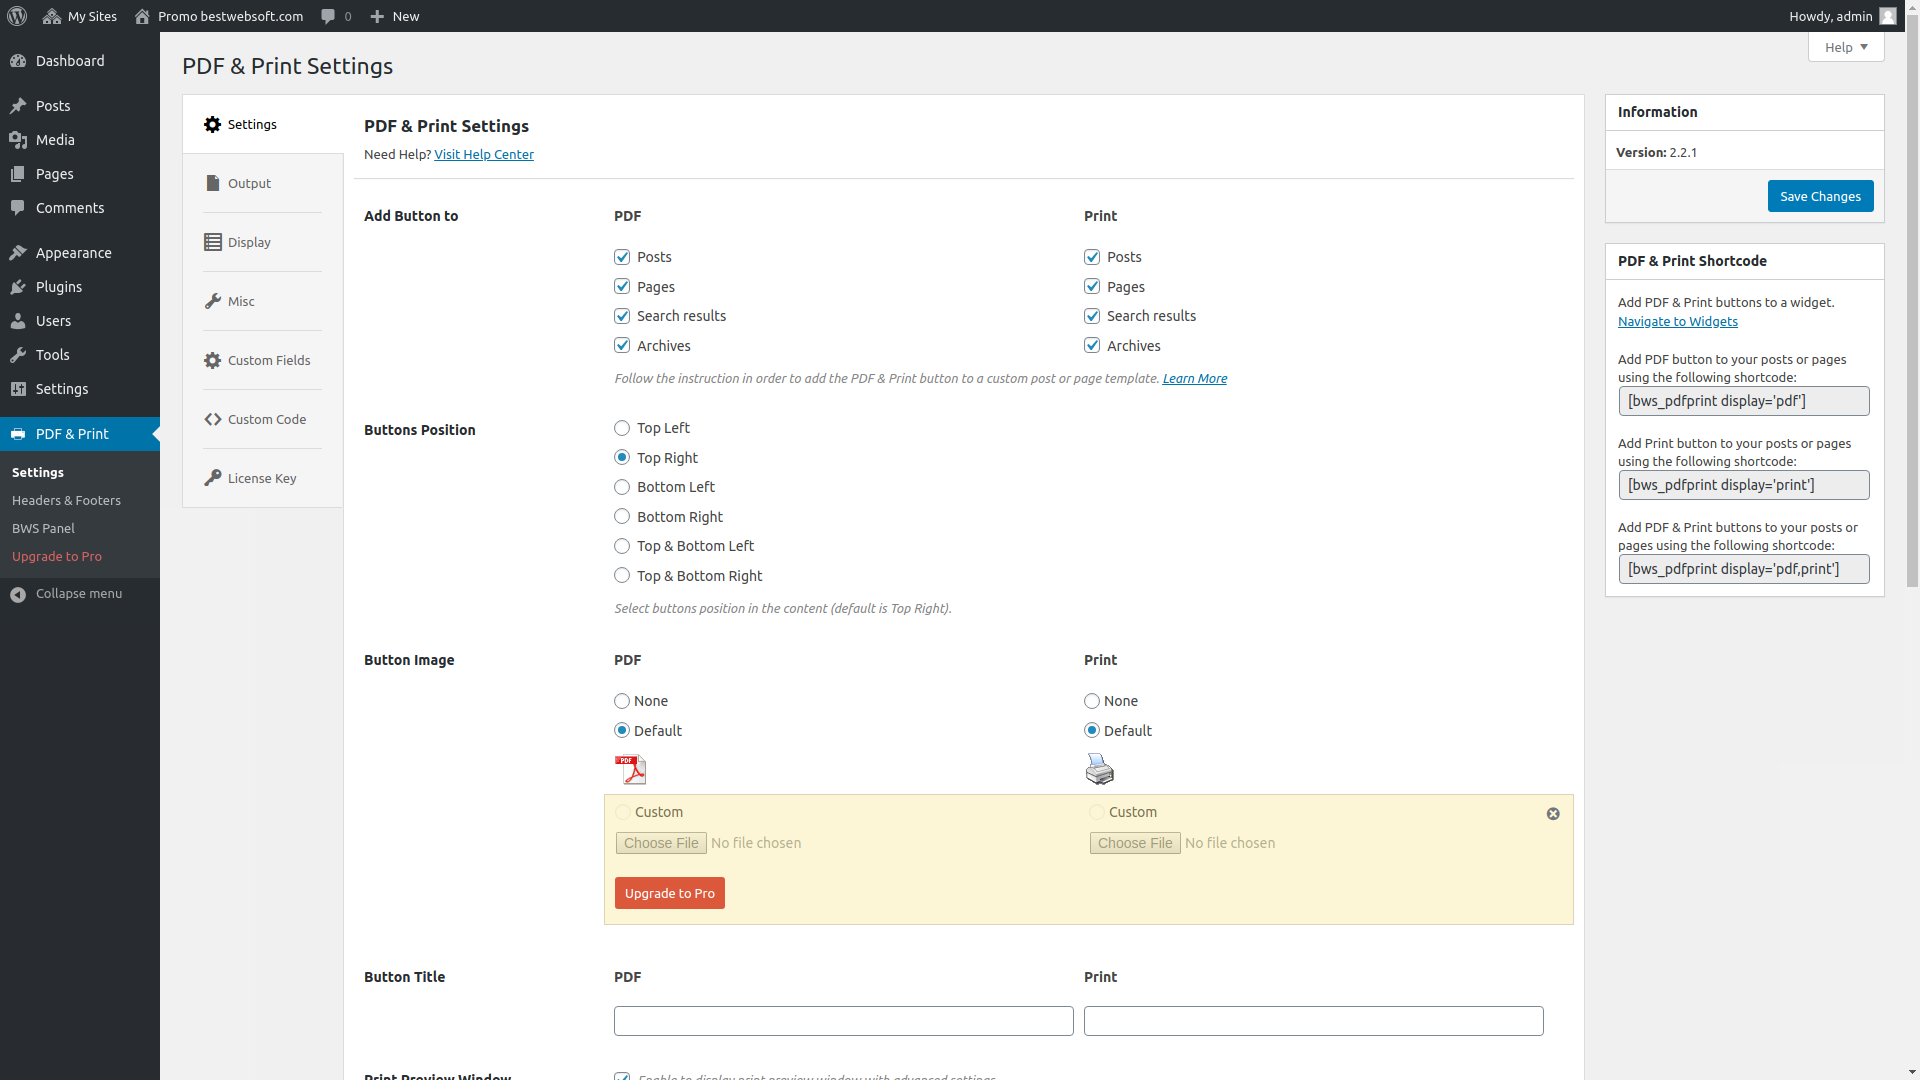 My Sites
Promo bestwebsoft.com
0
New
Howdy, admin
Help
Dashboard
Posts
Media
Pages
Comments
Appearance
Plugins
Users
Tools
Settings
PDF & Print
Settings
Headers & Footers
BWS Panel
Upgrade to Pro
Collapse menu
PDF & Print Settings
Settings
Output
Display
Misc
Custom Fields
Custom Code
License Key
PDF & Print Settings
Need Help? Visit Help Center
Add Button to
PDF
Print
Posts
Posts
Pages
Pages
Search results
Search results
Archives
Archives
Follow the instruction in order to add the PDF & Print button to a custom post or page template. Learn More
Buttons Position
Top Left
Top Right
Bottom Left
Bottom Right
Top & Bottom Left
Top & Bottom Right
Select buttons position in the content (default is Top Right).
Button Image
PDF
Print
None
None
Default
Default
PDF
Custom
Custom
Choose File No file chosen
Choose File No file chosen
Upgrade to Pro
Button Title
PDF
Print
Print Preview Window
Enable to display print preview window with advanced settings.
Information
Version: 2.2.1
Save Changes
PDF & Print Shortcode
Add PDF & Print buttons to a widget.
Navigate to Widgets
Add PDF button to your posts or pages
using the following shortcode:
[bws_pdfprint display='pdf']
Add Print button to your posts or pages
using the following shortcode:
[bws_pdfprint display='print']
Add PDF & Print buttons to your posts or
pages using the following shortcode:
[bws_pdfprint display='pdf,print']